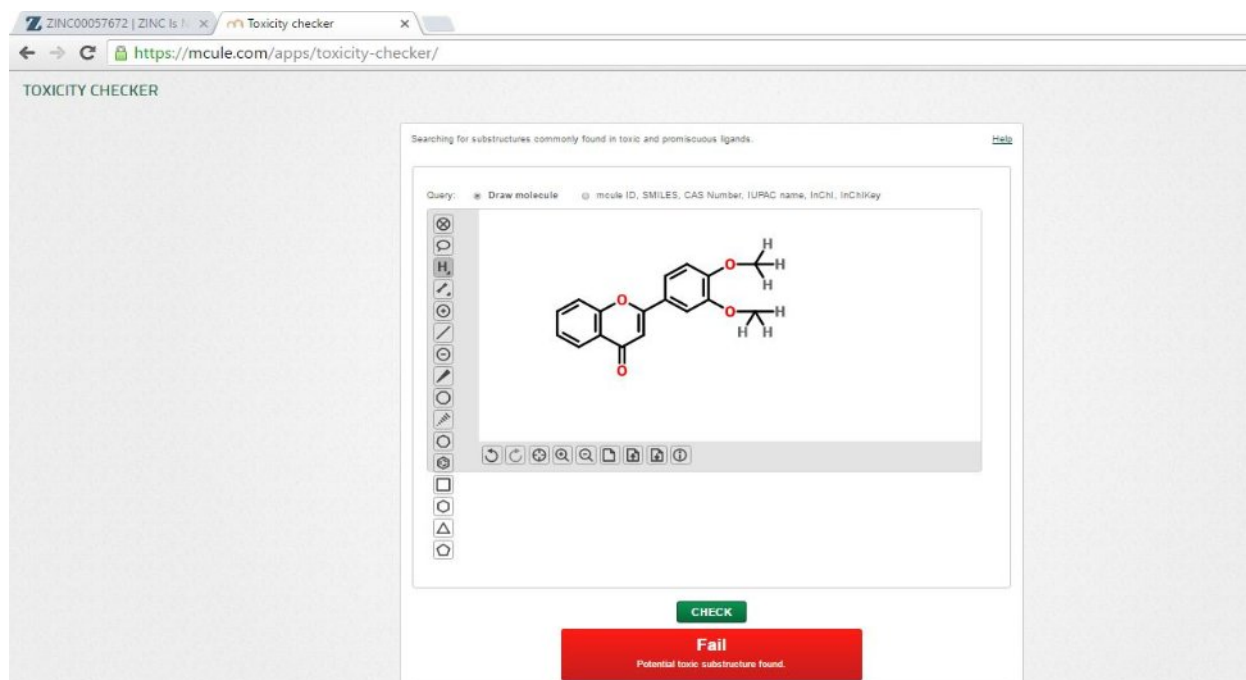 ZINC00057672 | ZINC Is
Toxicity checker
https://mcule.com/apps/toxicity-checker/
TOXICITY CHECKER
Searching for substructures commonly found in toxic and promiscuous ligands.
Help
Query: Draw molecule mcule ID, SMILES, CAS Number, IUPAC name, InChI, InChIKey
H
H
O H
H
O O H
H H
O
CHECK
Fail
Potential toxic substructure found.